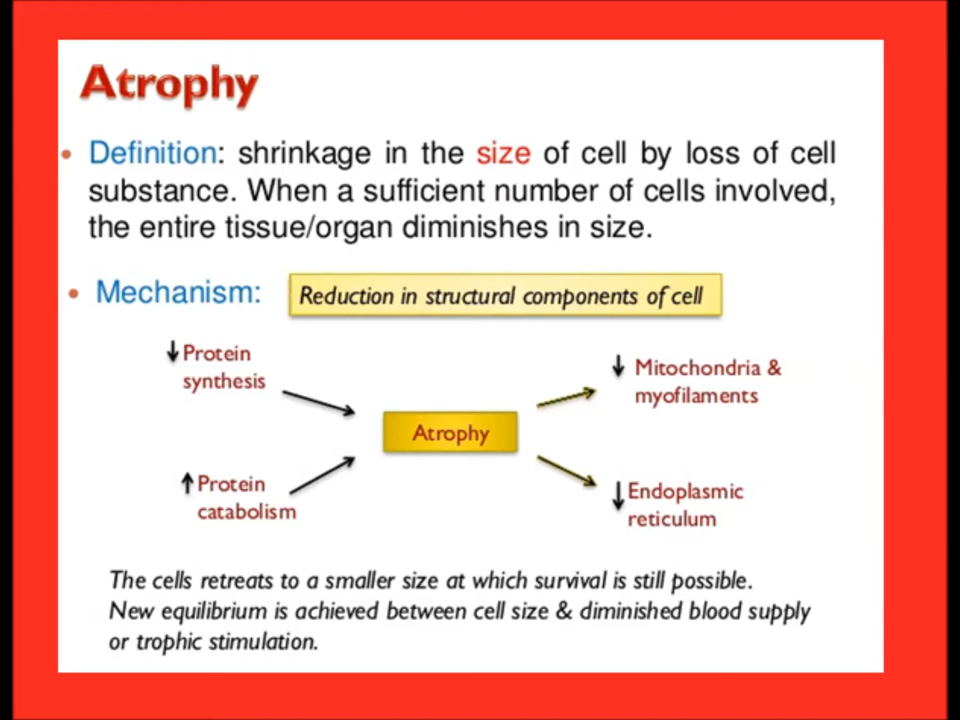 Atrophy
• Definition: shrinkage in the size of cell by loss of cell
substance. When a sufficient number of cells involved,
the entire tissue/organ diminishes in size.
• Mechanism:
Reduction in structural components of cell
↓ Protein
synthesis
↓ Mitochondria &
myofilaments
Atrophy
↑ Protein
catabolism
↓ Endoplasmic
reticulum
The cells retreats to a smaller size at which survival is still possible.
New equilibrium is achieved between cell size & diminished blood supply
or trophic stimulation.